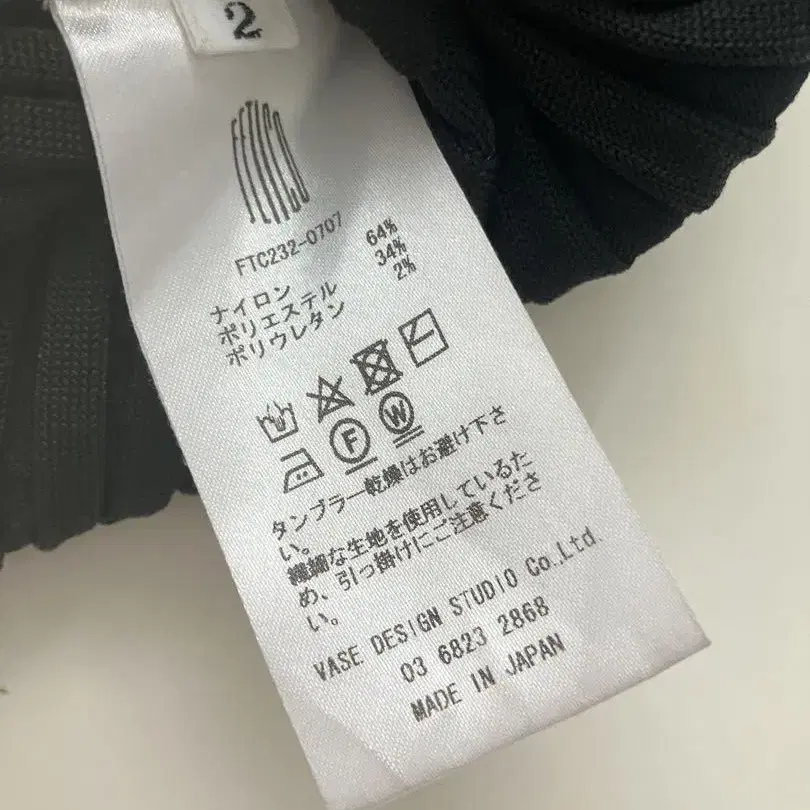 2
FETICO
FTC232-0707
ナイロン 64%
ポリエステル 34%
ポリウレタン 2%
F W
タンブラー乾燥はお避け下さ
い。
繊細な生地を使用しているた
め、引っ掛けにご注意くださ
い。
VASE DESIGN STUDIO Co.,Ltd.
03 6823 2868
MADE IN JAPAN